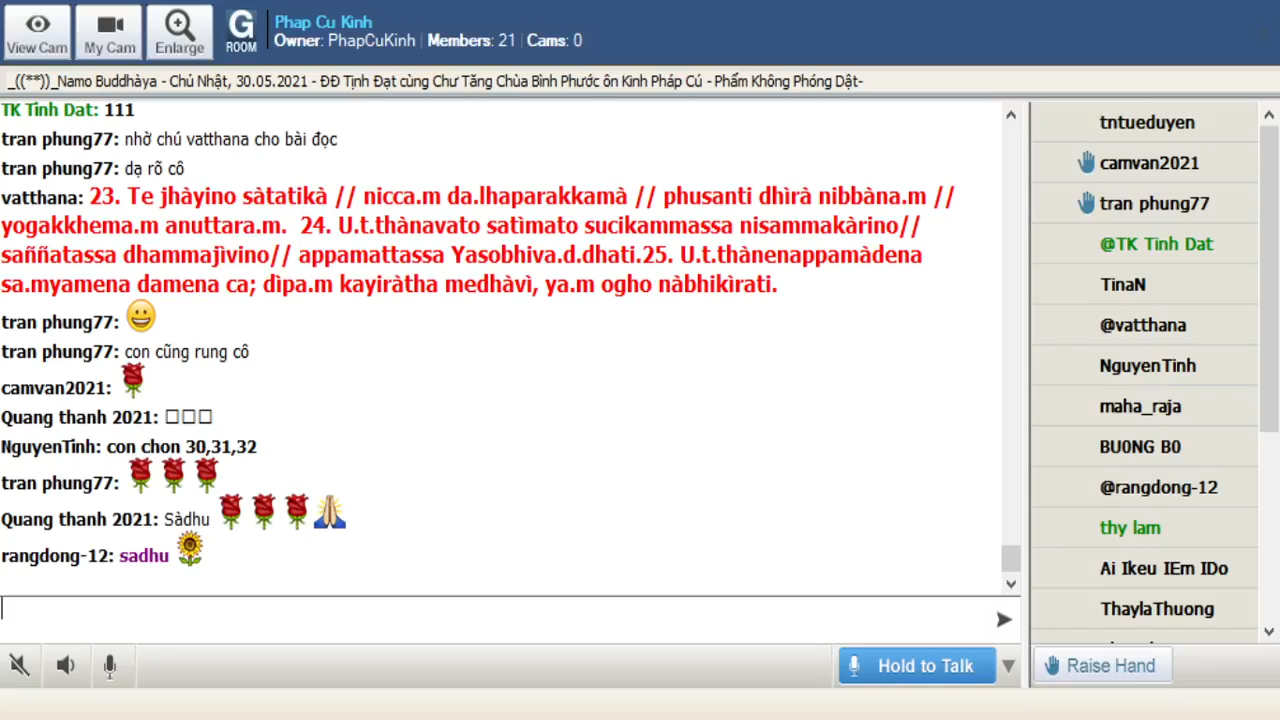 Phap Cu Kinh
Owner: PhapCuKinh | Members: 21 | Cams: 0
View Cam
My Cam
Enlarge
G
ROOM
_((**))_Namo Buddhàya - Chủ Nhật, 30.05.2021 - ĐĐ Tịnh Đạt cùng Chư Tăng Chùa Bình Phước ôn Kinh Pháp Cú - Phẩm Không Phóng Dật-
TK Tinh Dat: 111
tran phung77: nhờ chú vatthana cho bài đọc
tran phung77: dạ rõ cô
vatthana: 23. Te jhàyino sàtatikà // nicca.m da.lhaparakkamà // phusanti dhìrà nibbàna.m //
yogakkhema.m anuttara.m. 24. U.t.thànavato satìmato sucikammassa nisammakàrino//
saññatassa dhammajìvino// appamattassa Yasobhiva.d.dhati.25. U.t.thànenappamàdena
sa.myamena damena ca; dìpa.m kayiràtha medhàvì, ya.m ogho nàbhikìrati.
tran phung77:
tran phung77: con cũng rung cô
camvan2021:
Quang thanh 2021:
NguyenTinh: con chon 30,31,32
tran phung77:
Quang thanh 2021: Sàdhu
rangdong-12: sadhu
Hold to Talk
tntueduyen
camvan2021
tran phung77
@TK Tinh Dat
TinaN
@vatthana
NguyenTinh
maha_raja
BU0NG B0
@rangdong-12
thy lam
Ai Ikeu IEm IDo
ThaylaThuong
Raise Hand